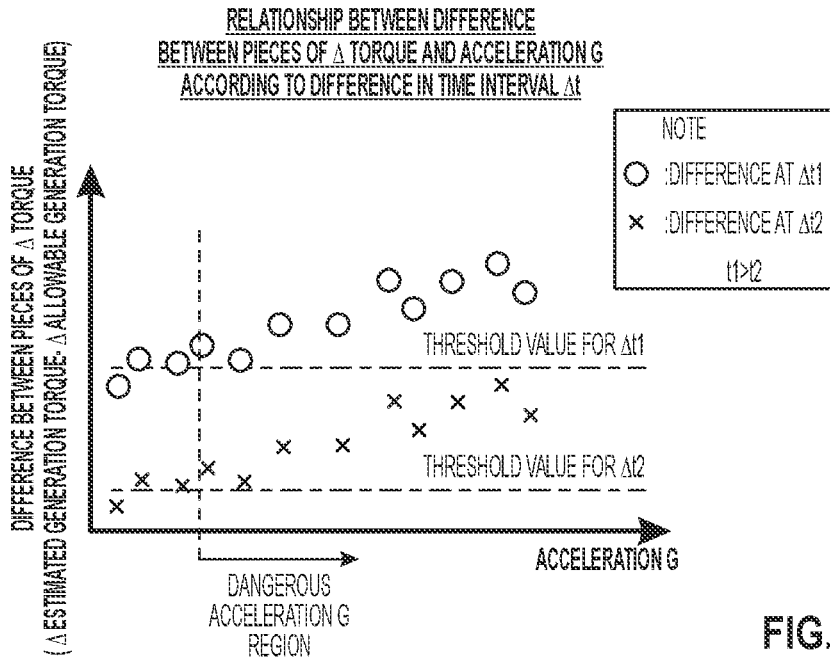 RELATIONSHIP BETWEEN DIFFERENCE
BETWEEN PIECES OF Δ TORQUE AND ACCELERATION G
ACCORDING TO DIFFERENCE IN TIME INTERVAL Δt
DIFFERENCE BETWEEN PIECES OF Δ TORQUE
(Δ ESTIMATED GENERATION TORQUE- Δ ALLOWABLE GENERATION TORQUE)
NOTE
:DIFFERENCE AT Δt1
:DIFFERENCE AT Δt2
t1>t2
THRESHOLD VALUE FOR Δt1
THRESHOLD VALUE FOR Δt2
ACCELERATION G
DANGEROUS
ACCELERATION G
REGION
FIG.